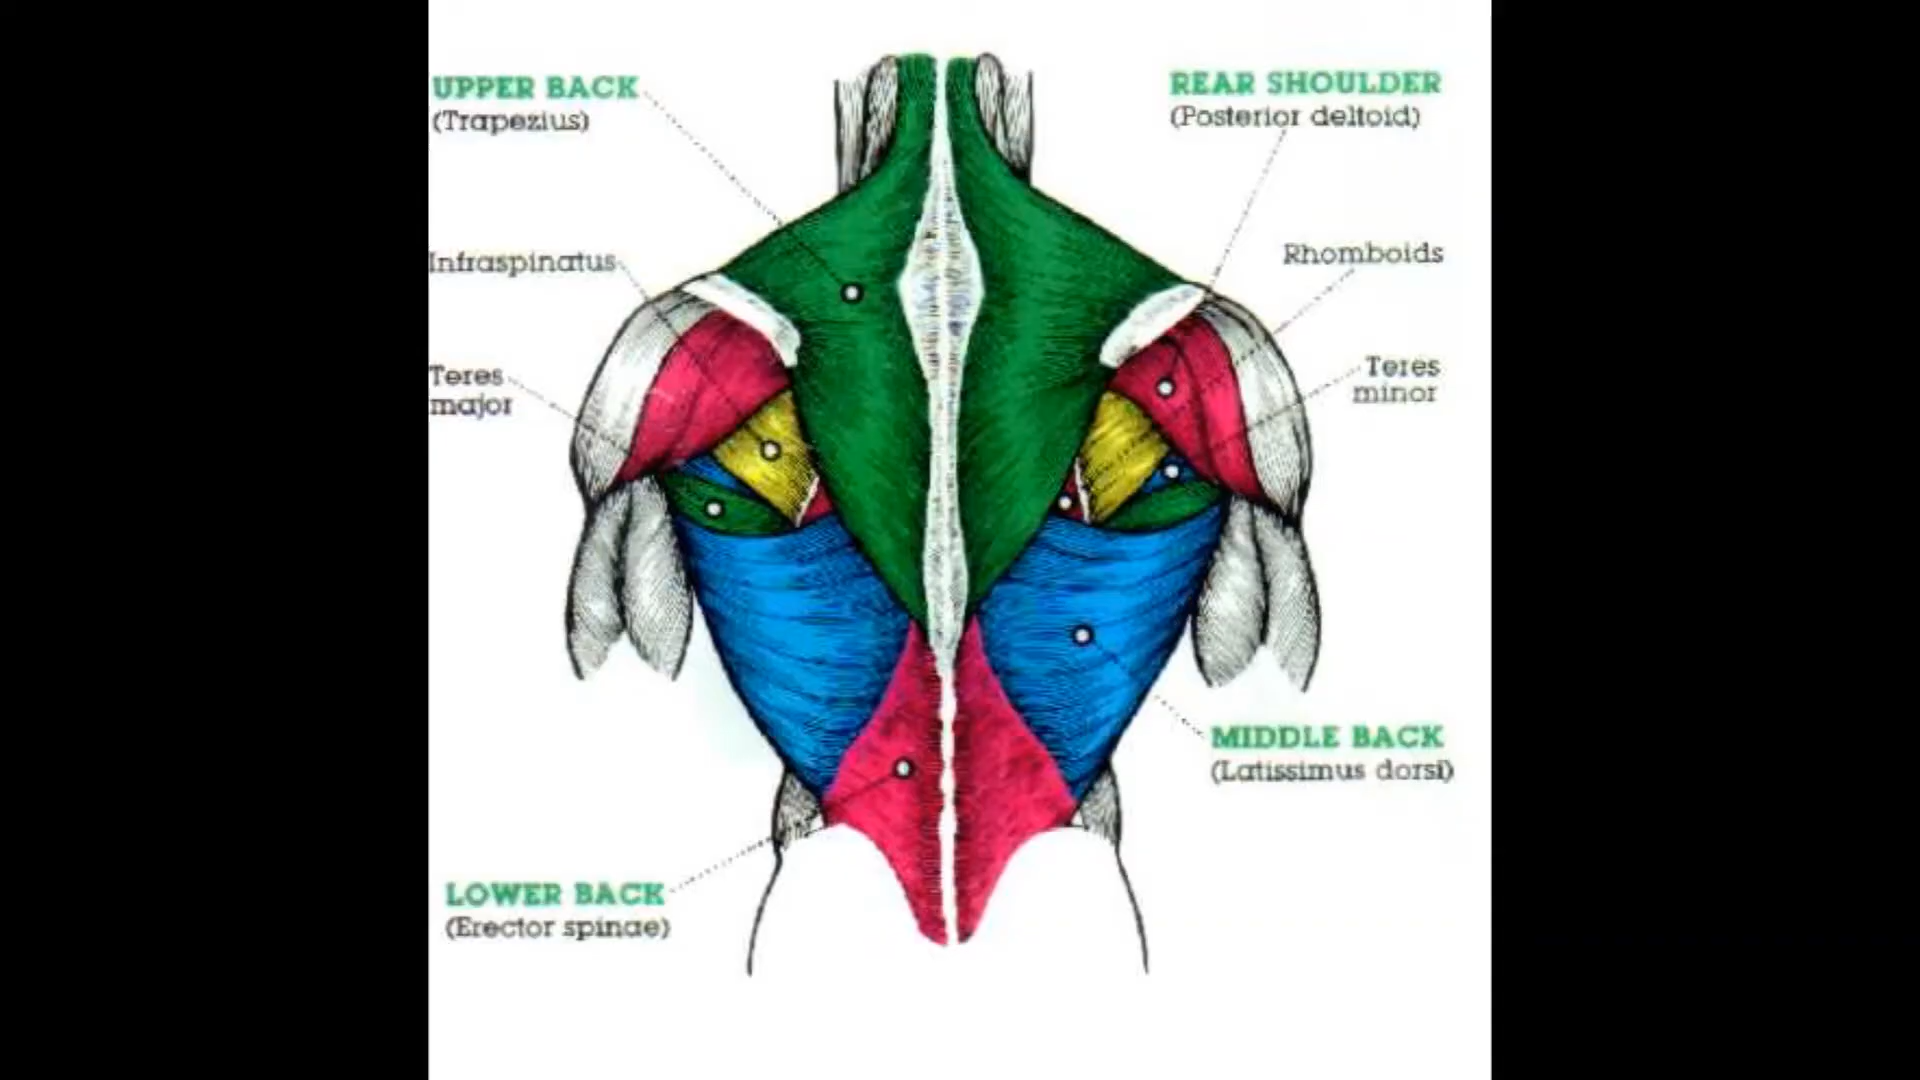 UPPER BACK
(Trapezius)
REAR SHOULDER
(Posterior deltoid)
Infraspinatus
Rhomboids
Teres
major
Teres
minor
MIDDLE BACK
(Latissimus dorsi)
LOWER BACK
(Erector spinae)